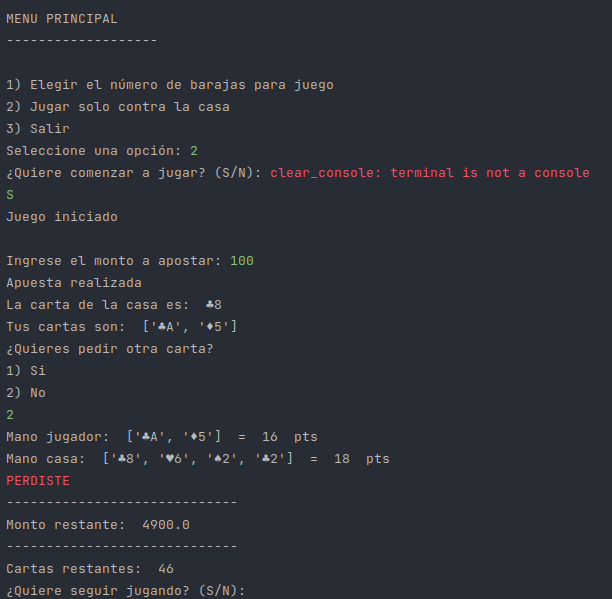 MENU PRINCIPAL
-------------------
1) Elegir el número de barajas para juego
2) Jugar solo contra la casa
3) Salir
Seleccione una opción: 2
¿Quiere comenzar a jugar? (S/N): clear_console: terminal is not a console
S
Juego iniciado
Ingrese el monto a apostar: 100
Apuesta realizada
La carta de la casa es:  ♣8
Tus cartas son:  ['♣A', '♦5']
¿Quieres pedir otra carta?
1) Si
2) No
2
Mano jugador:  ['♣A', '♦5']  =  16  pts
Mano casa:  ['♣8', '♥6', '♠2', '♣2']  =  18  pts
PERDISTE
-----------------------------
Monto restante:  4900.0
-----------------------------
Cartas restantes:  46
¿Quiere seguir jugando? (S/N):